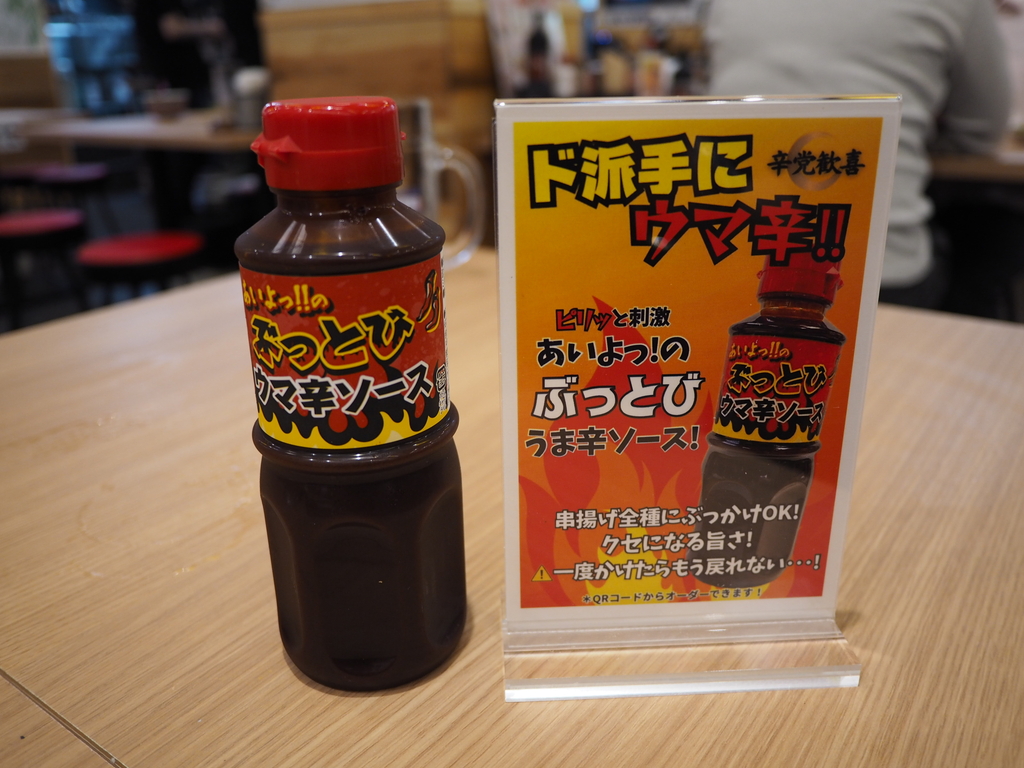 あいよっ!!の
ぶっとび
ウマ辛ソース
ド派手に
辛党歓喜
ウマ辛!!
ピリッと刺激
あいよっ!の
ぶっとび
うま辛ソース!
あいよっ!!の
ぶっとび
ウマ辛ソース
串揚げ全種にぶっかけOK!
クセになる旨さ!
⚠一度かけたらもう戻れない・・・!
*QRコードからオーダーできます!